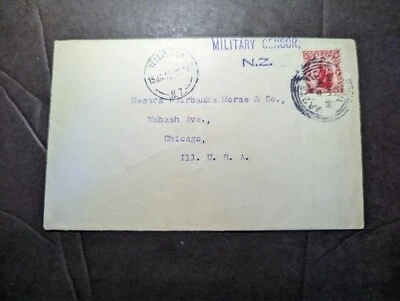 MILITARY CENSOR,
N.Z.
N.Z.
Messrs Fairbanks Morse & Co.,
Wabash Ave.,
Chicago,
Ill. U. S. A.